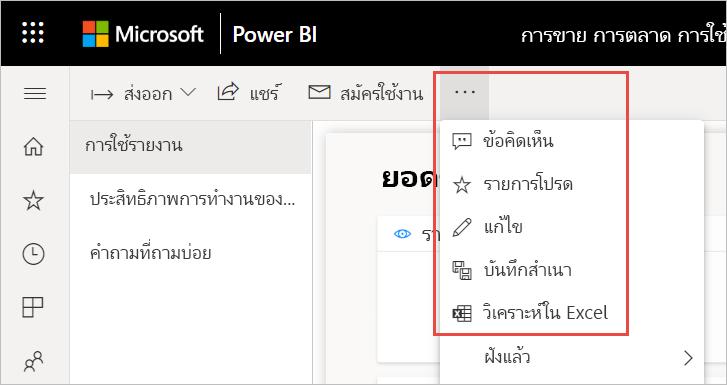 Microsoft Power BI การขาย การตลาด การใช้
ส่งออก แชร์ สมัครใช้งาน ...
การใช้รายงาน
ประสิทธิภาพการทำงานของ...
คำถามที่ถามบ่อย
ยอด
รา
ข้อคิดเห็น
รายการโปรด
แก้ไข
บันทึกสำเนา
วิเคราะห์ใน Excel
ฝังแล้ว